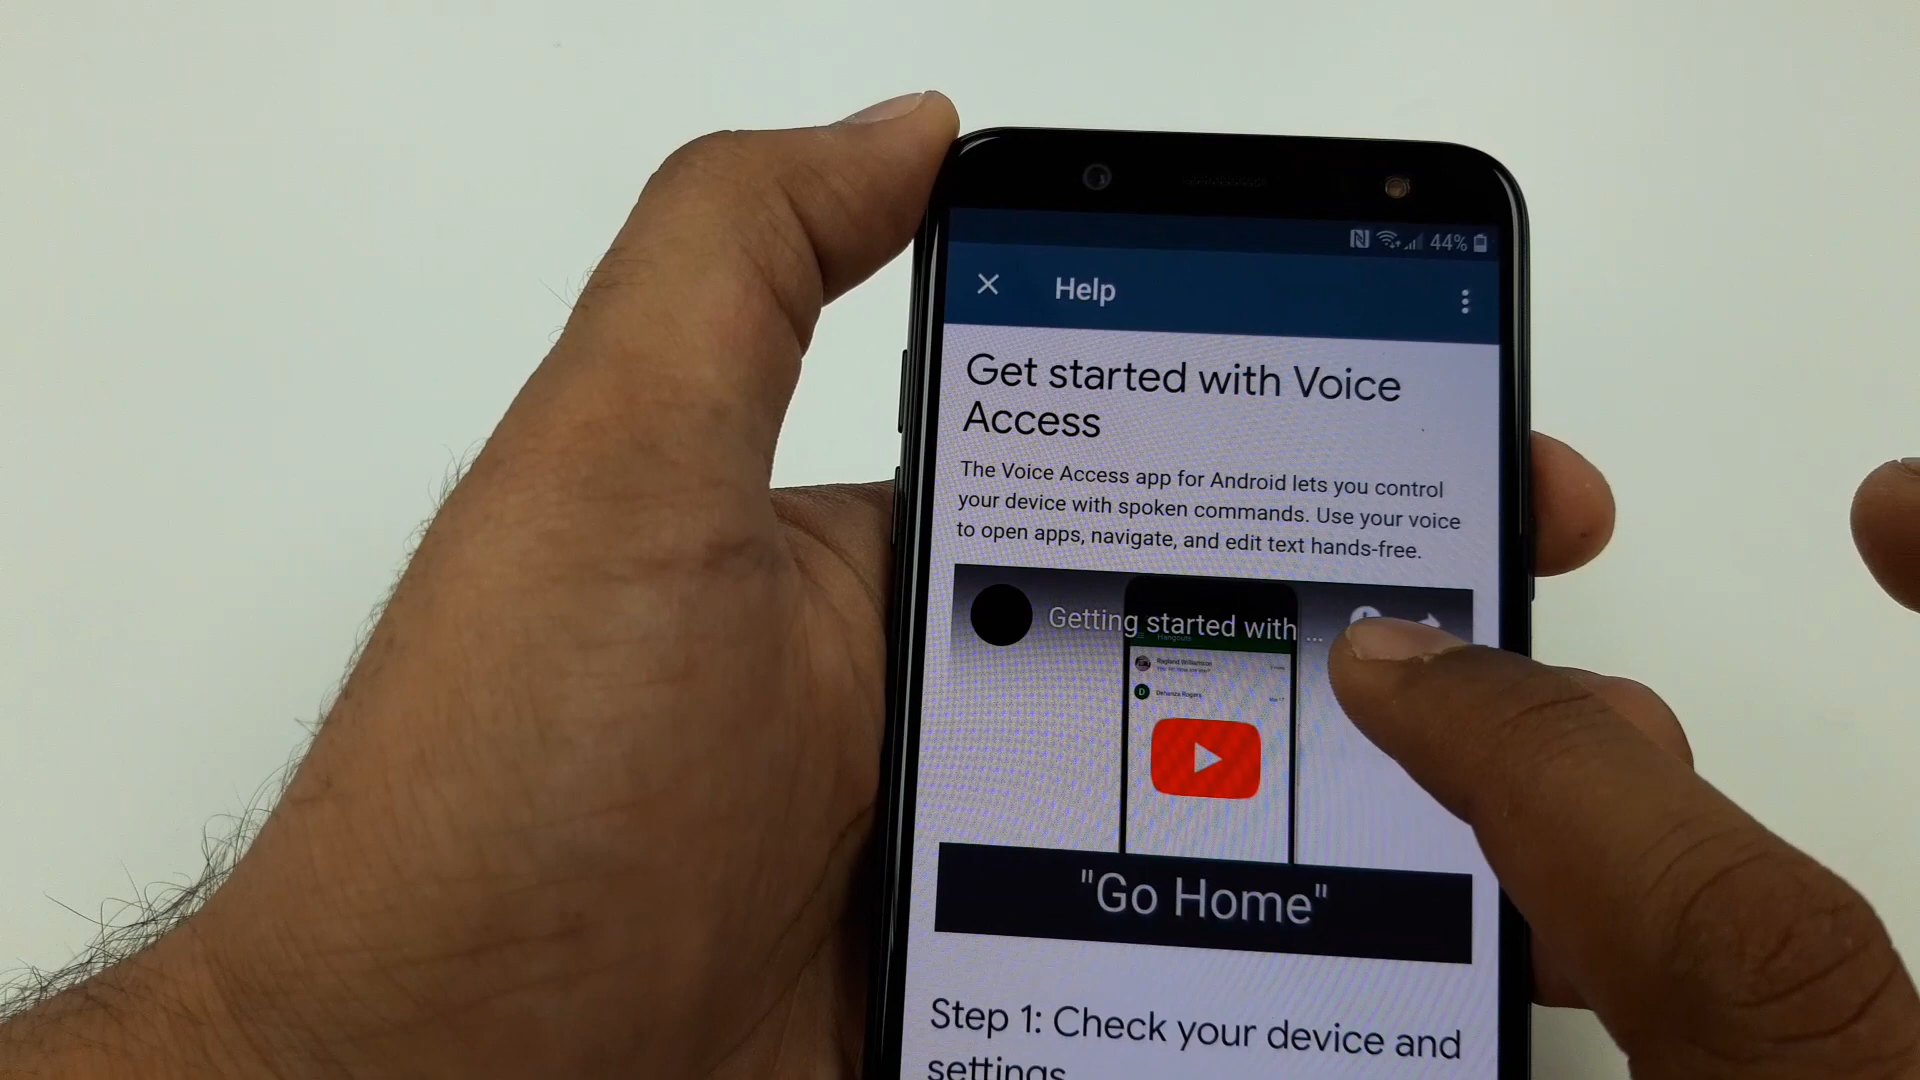 44%
Help
Get started with Voice
Access
The Voice Access app for Android lets you control
your device with spoken commands. Use your voice
to open apps, navigate, and edit text hands-free.
Getting started with ...
Hangouts
D
"Go Home"
Step 1: Check your device and
settings